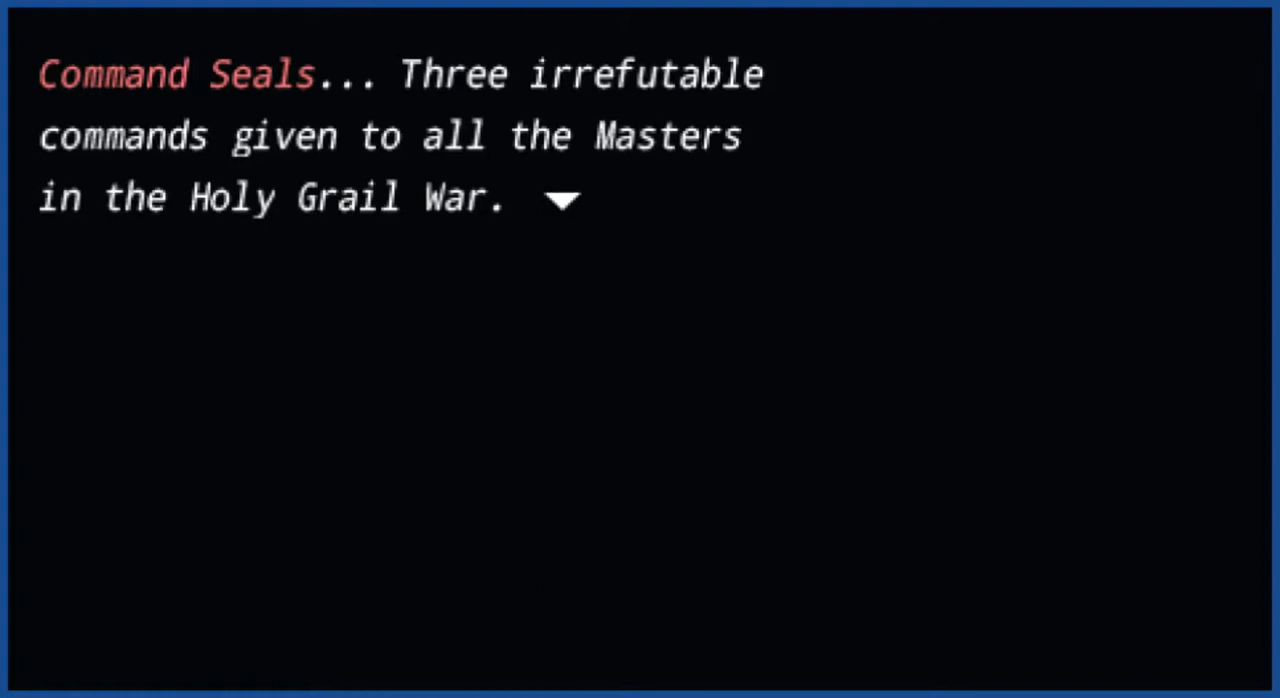 Command Seals... Three irrefutable
commands given to all the Masters
in the Holy Grail War.